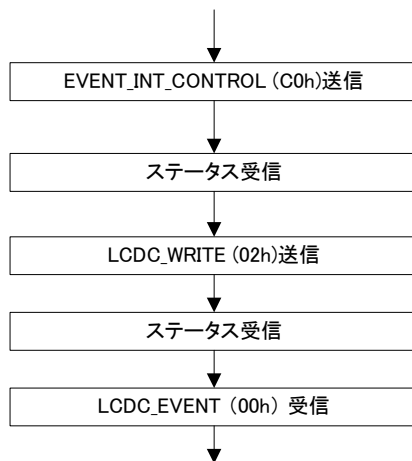 EVENT_INT_CONTROL (C0h)送信
ステータス受信
LCDC_WRITE (02h)送信
ステータス受信
LCDC_EVENT (00h) 受信